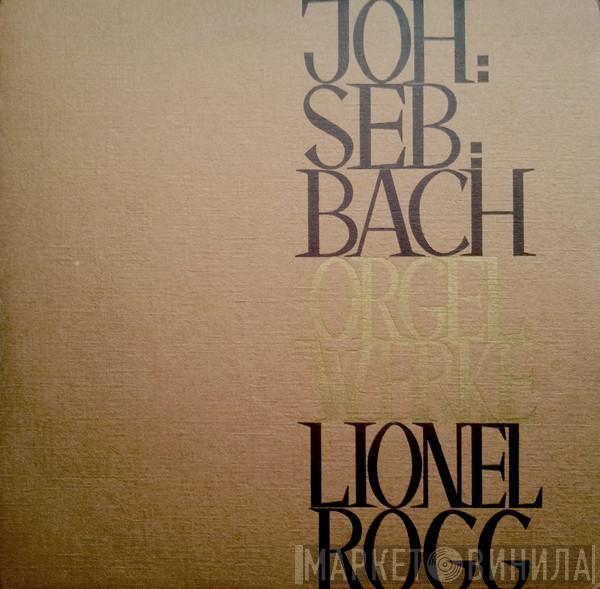 JOH:
SEB.
BACH
ORGEL
WERKE
LIONEL
ROGG
МАРКЕТ ВИНИЛА